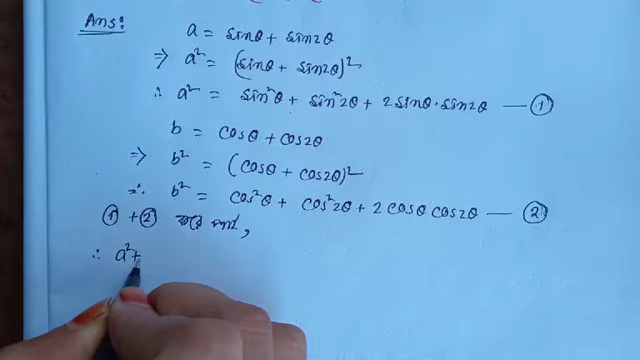 Ans:
a = sinθ + sin2θ
⇒ a² = (sinθ + sin2θ)²
∴ a² = sin²θ + sin²2θ + 2 sinθ·sin2θ — ①
b = cosθ + cos2θ
⇒ b² = (cosθ + cos2θ)²
∴ b² = cos²θ + cos²2θ + 2 cosθ cos2θ — ②
① + ② করে পাই,
∴ a² +